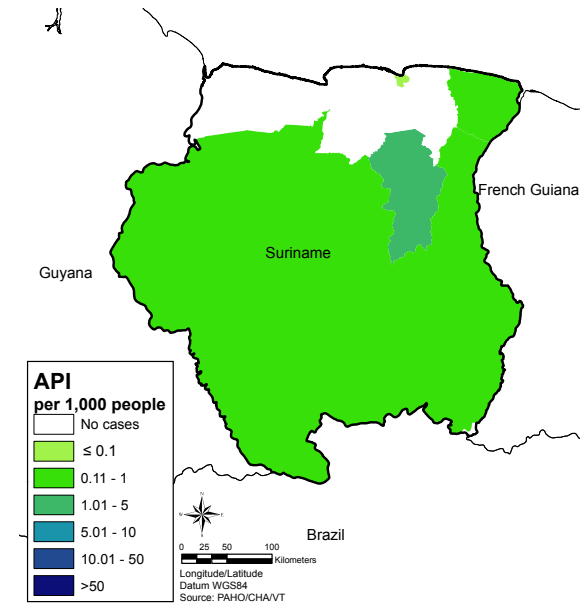 French Guiana
Suriname
Guyana
API
per 1,000 people
No cases
≤ 0.1
0.11 - 1
1.01 - 5
5.01 - 10
10.01 - 50
>50
N
W E
S
Brazil
0 25 50 100
Kilometers
Longitude/Latitude
Datum WGS84
Source: PAHO/CHA/VT